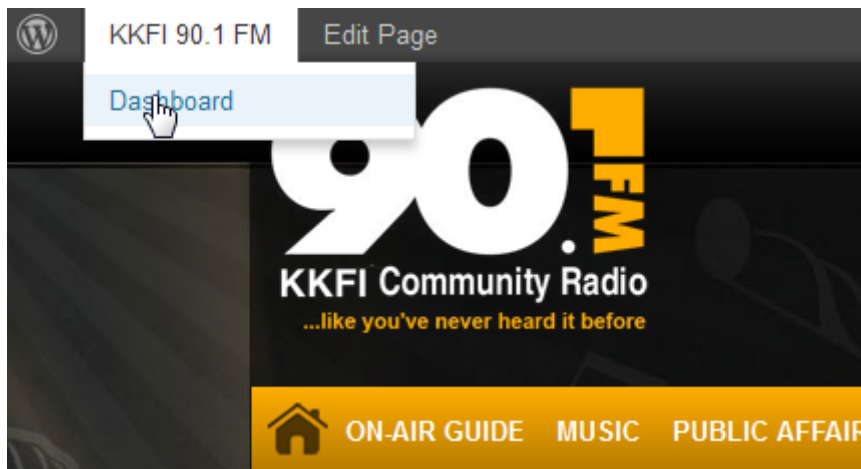 KKFI 90.1 FM Edit Page
Dashboard
90.1 FM
KKFI Community Radio
...like you've never heard it before
ON-AIR GUIDE MUSIC PUBLIC AFFAIR